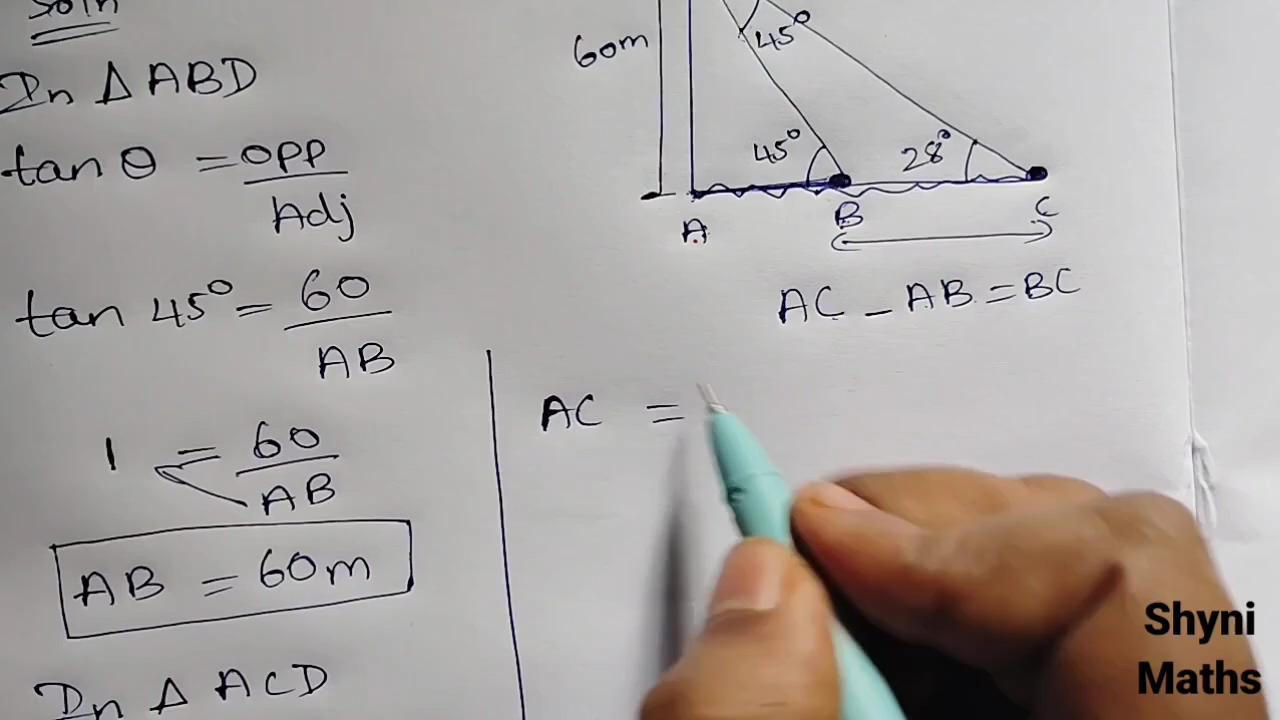 Soln
In Δ ABD
tan θ = opp / Adj
tan 45° = 60 / AB
1 = 60 / AB
AB = 60m
In Δ ACD
60m
45°
45°
28°
A
B
C
AC - AB = BC
AC =
Shyni
Maths